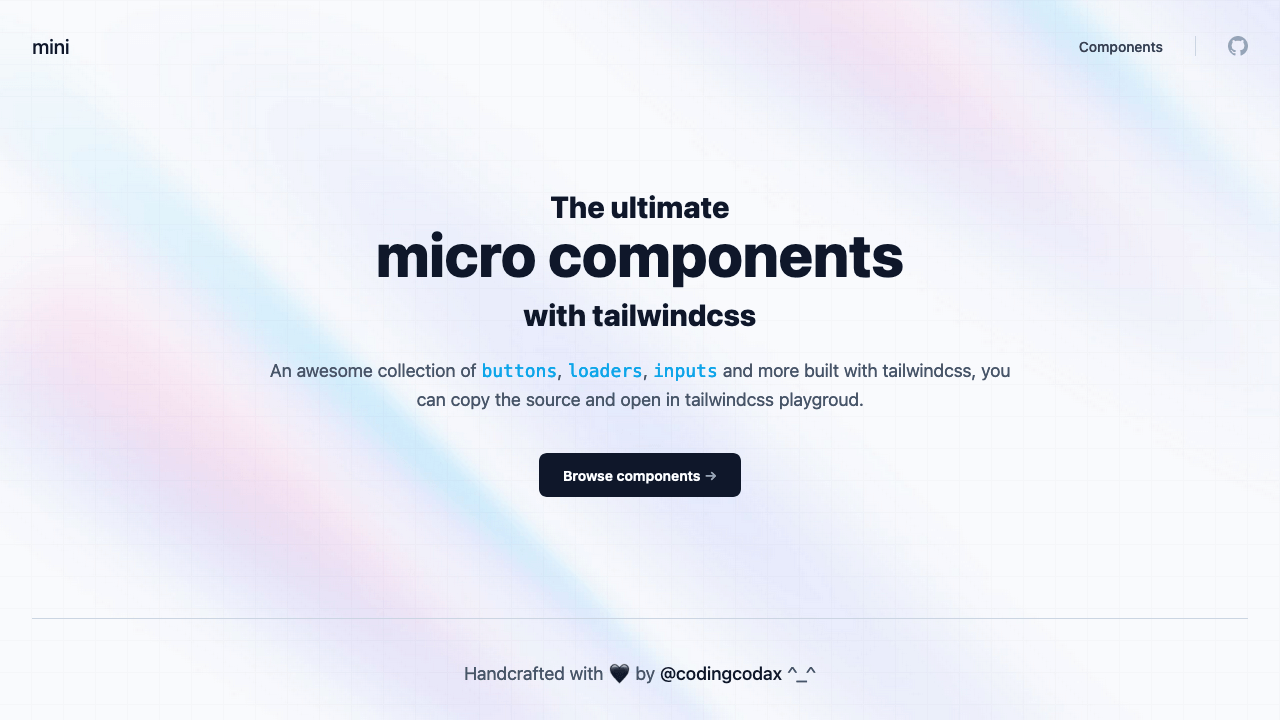 mini
Components
The ultimate
micro components
with tailwindcss
An awesome collection of buttons, loaders, inputs and more built with tailwindcss, you
can copy the source and open in tailwindcss playgroud.
Browse components →
Handcrafted with 🖤 by @codingcodax ^_^